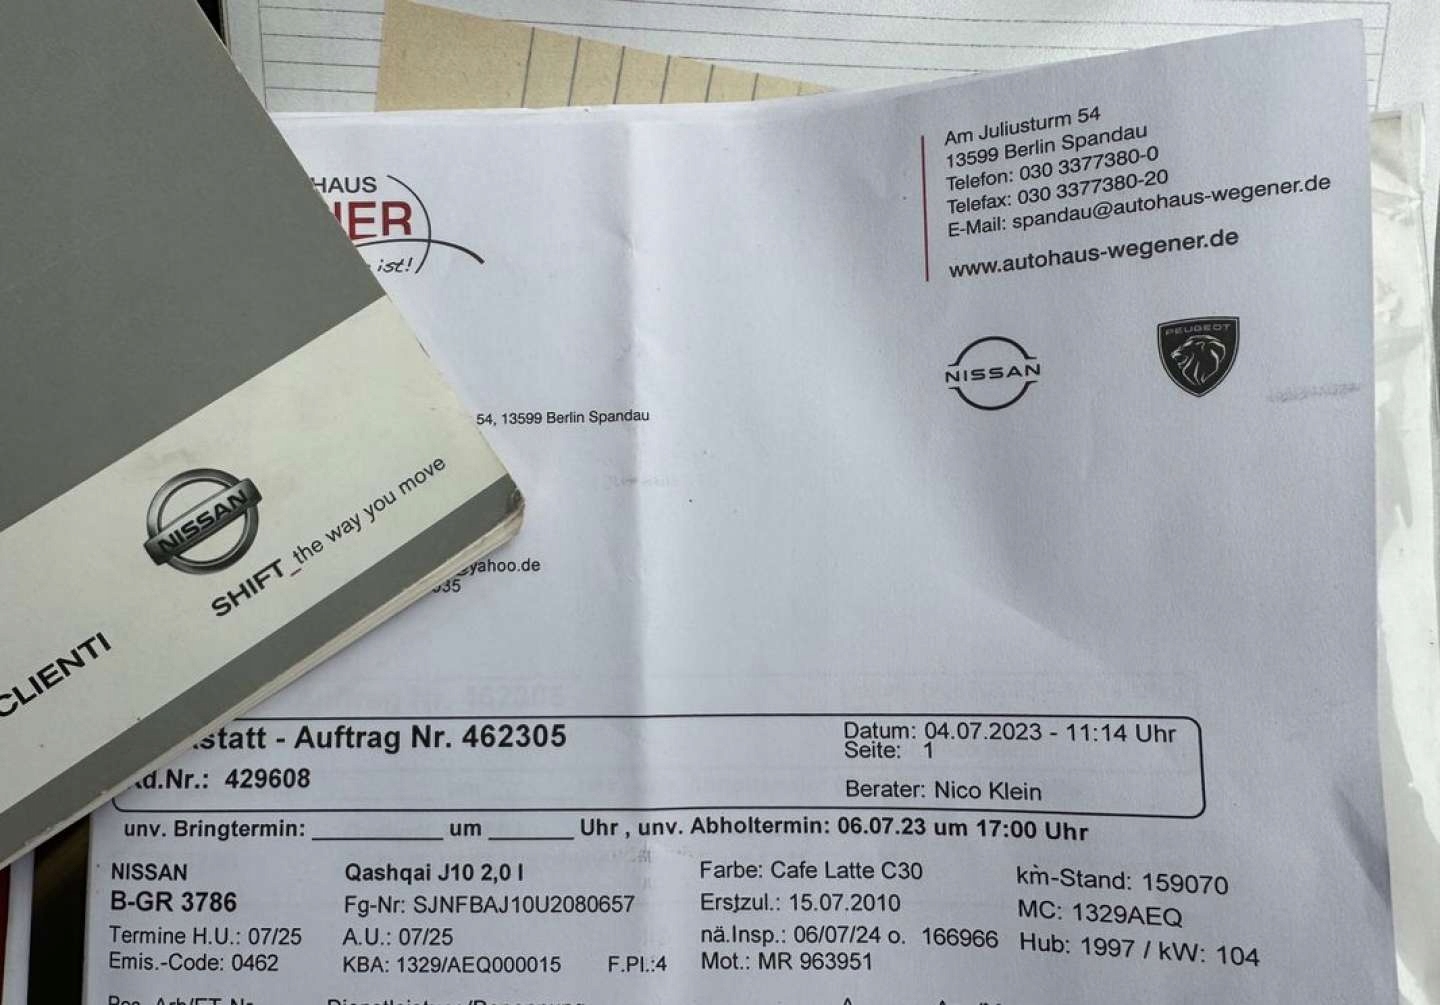 HAUS
NER
ist!
Am Juliusturm 54
13599 Berlin Spandau
Telefon: 030 3377380-0
Telefax: 030 3377380-20
E-Mail: spandau@autohaus-wegener.de
www.autohaus-wegener.de
NISSAN
PEUGEOT
54, 13599 Berlin Spandau
NISSAN
SHIFT_the way you move
CLIENTI
@yahoo.de
035
statt - Auftrag Nr. 462305
Datum: 04.07.2023 - 11:14 Uhr
Seite: 1
Kd.Nr.: 429608
Berater: Nico Klein
unv. Bringtermin: ________ um ______ Uhr , unv. Abholtermin: 06.07.23 um 17:00 Uhr
NISSAN Qashqai J10 2,0 l Farbe: Cafe Latte C30 km-Stand: 159070
B-GR 3786 Fg-Nr: SJNFBAJ10U2080657 Erstzul.: 15.07.2010 MC: 1329AEQ
Termine H.U.: 07/25 A.U.: 07/25 nä.Insp.: 06/07/24 o. 166966 Hub: 1997 / kW: 104
Emis.-Code: 0462 KBA: 1329/AEQ000015 F.Pl.:4 Mot.: MR 963951